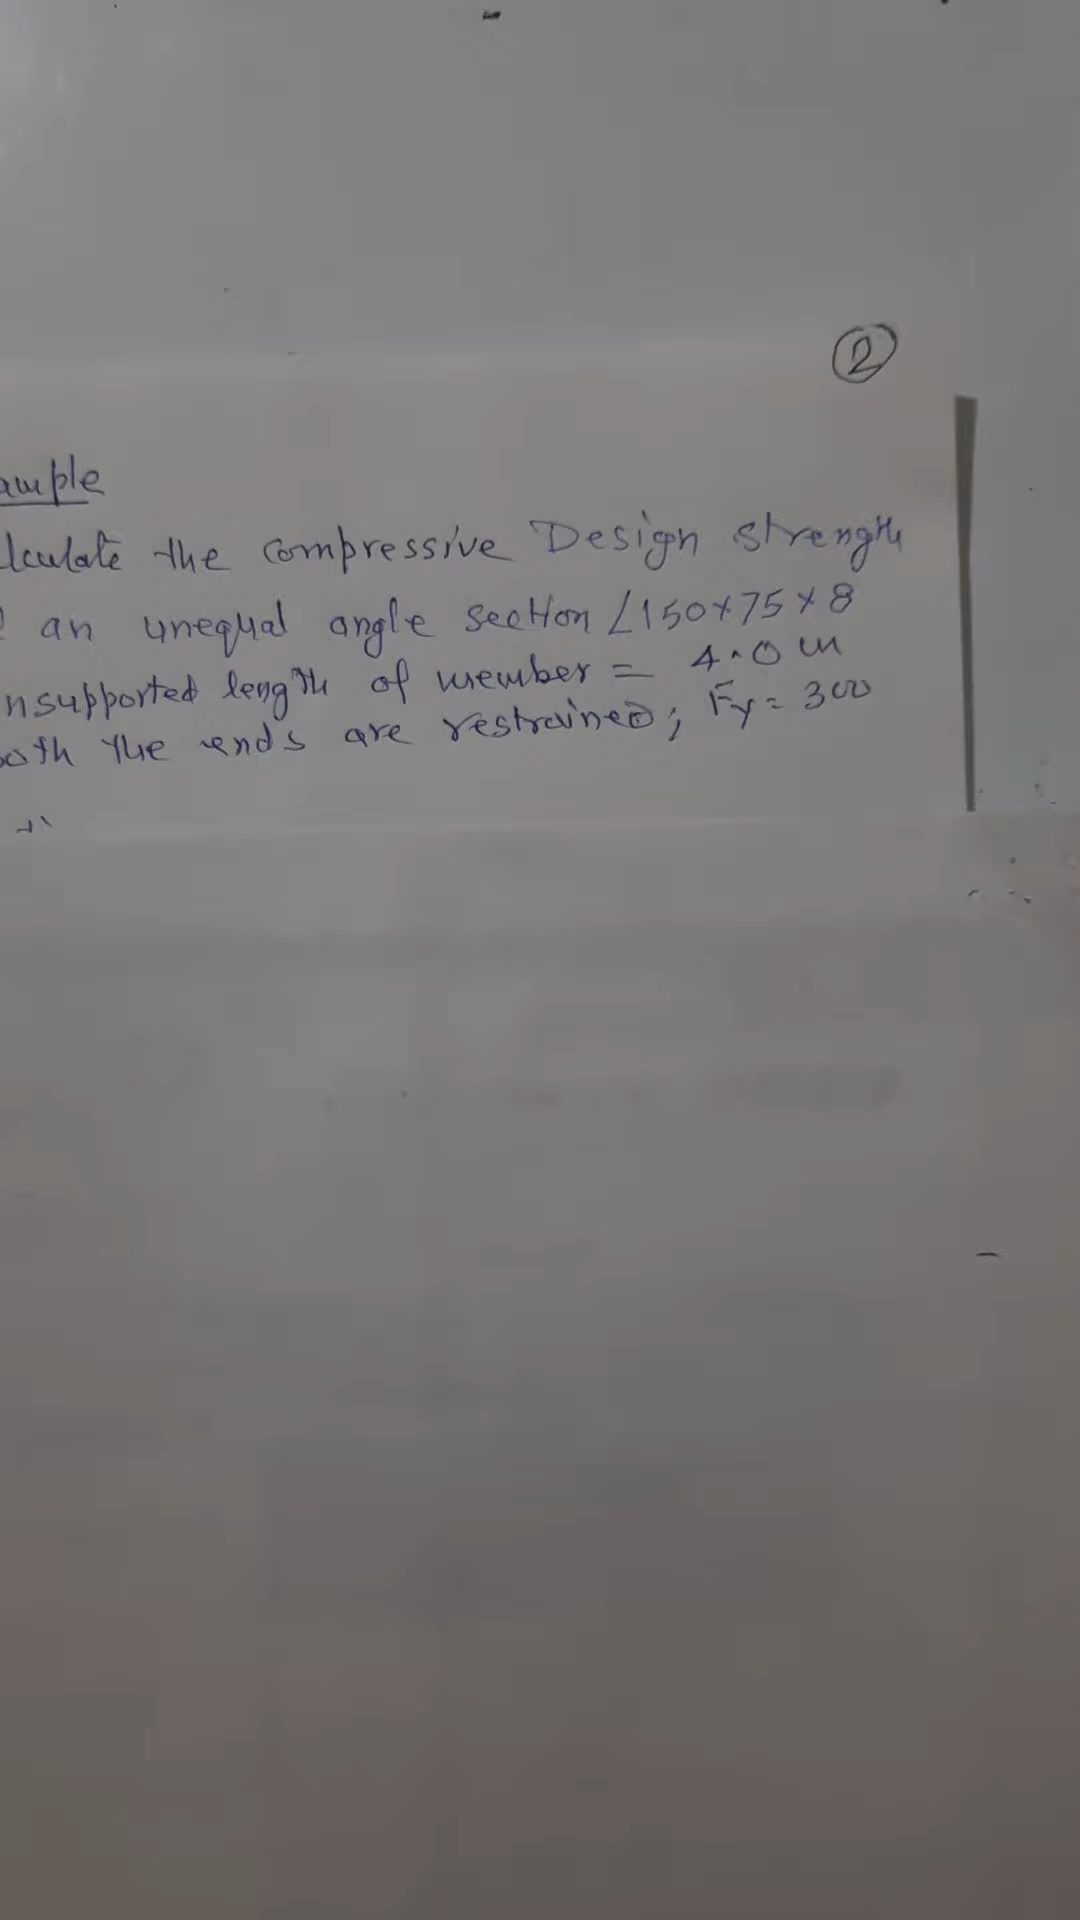 ②
ample
lculate the compressive Design strength
an unequal angle section ∠150×75×8
nsupported length of member = 4.0 m
oth the ends are restrained; Fy = 300